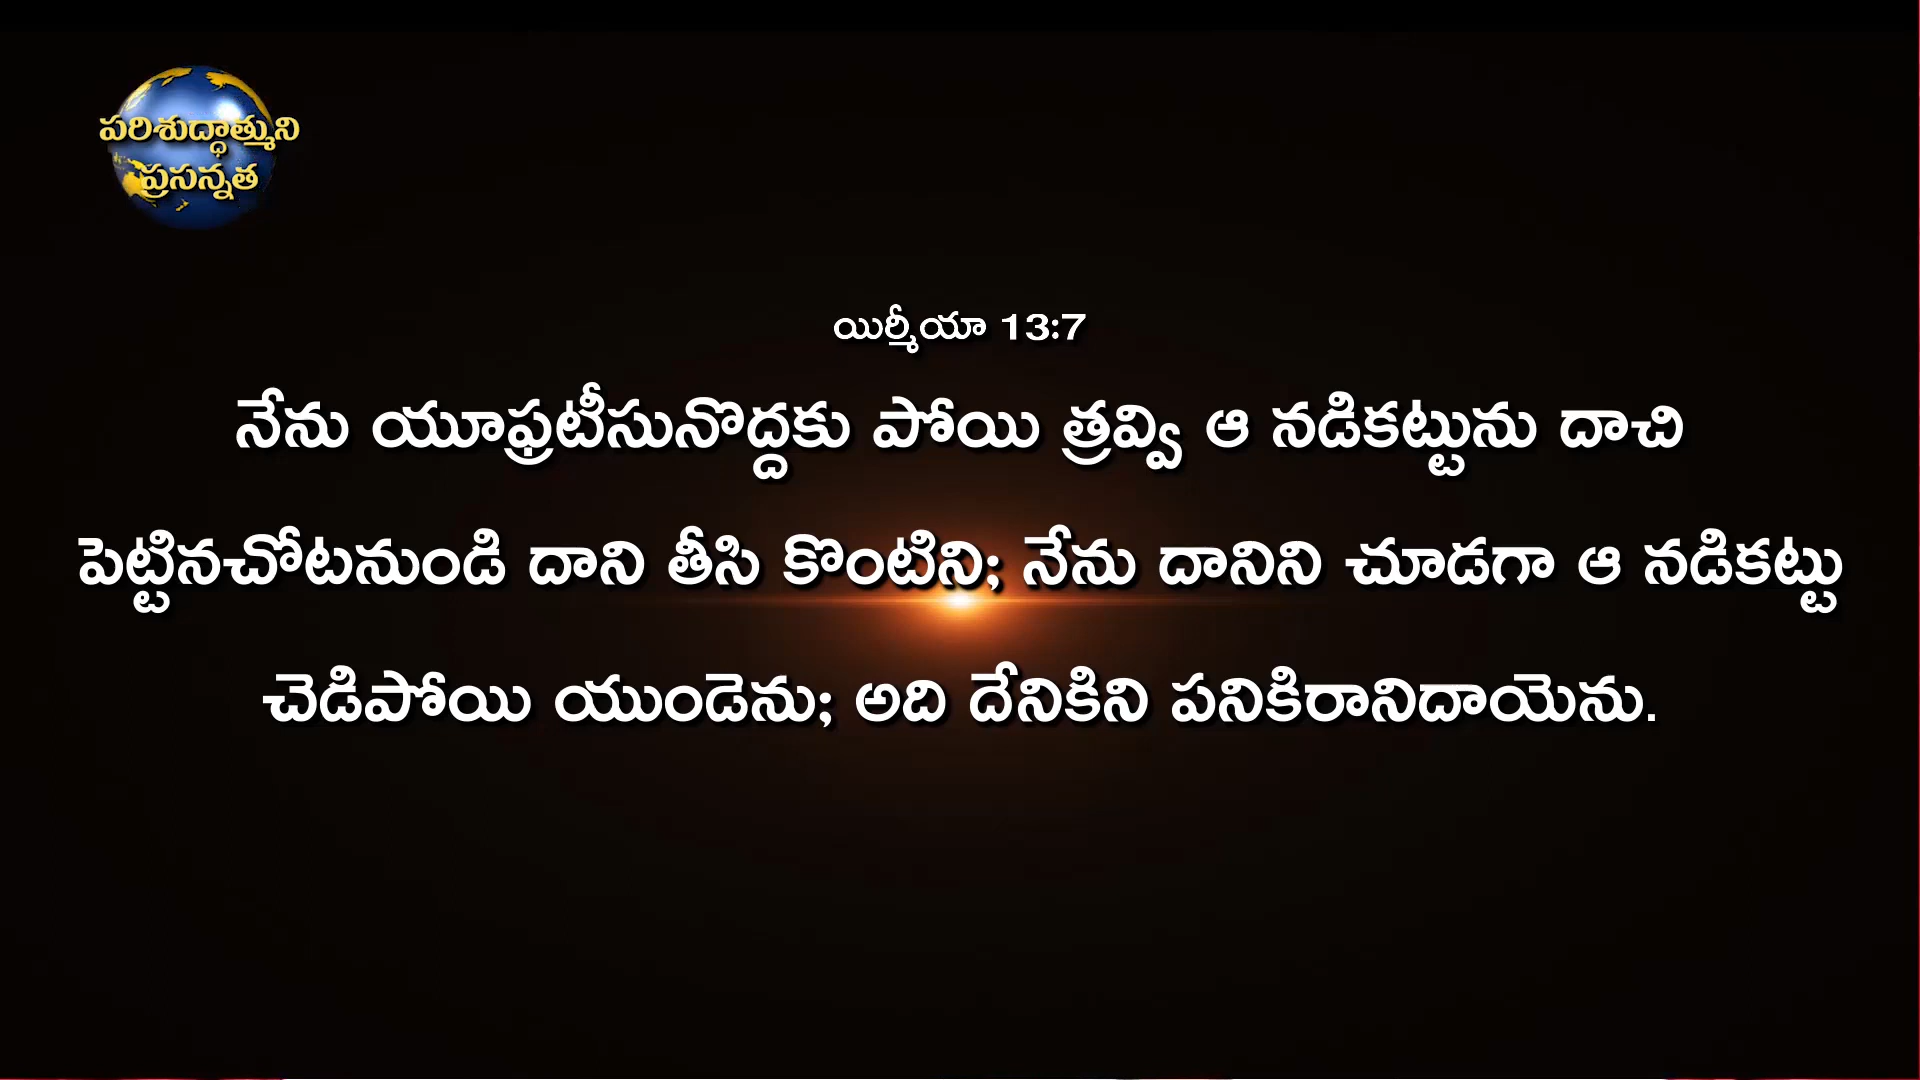 పరిశుద్ధాత్ముని
ప్రసన్నత
యిర్మీయా 13:7
నేను యూఫ్రటీసునొద్దకు పోయి త్రవ్వి ఆ నడికట్టును దాచి
పెట్టినచోటనుండి దాని తీసి కొంటిని; నేను దానిని చూడగా ఆ నడికట్టు
చెడిపోయి యుండెను; అది దేనికిని పనికిరానిదాయెను.